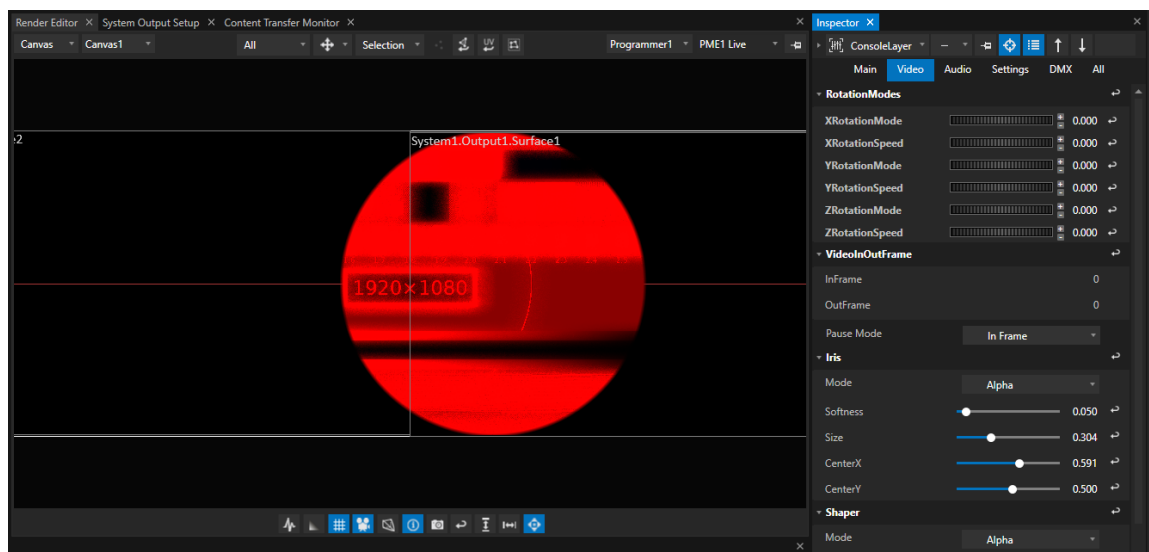 Render Editor × System Output Setup × Content Transfer Monitor ×
Canvas Canvas1 All Selection UV Programmer1 PME1 Live
:2
System1.Output1.Surface1
1920×1080
Inspector ×
ConsoleLayer –
Main Video Audio Settings DMX All
RotationModes
XRotationMode 0.000
XRotationSpeed 0.000
YRotationMode 0.000
YRotationSpeed 0.000
ZRotationMode 0.000
ZRotationSpeed 0.000
VideoInOutFrame
InFrame 0
OutFrame 0
Pause Mode In Frame
Iris
Mode Alpha
Softness 0.050
Size 0.304
CenterX 0.591
CenterY 0.500
Shaper
Mode Alpha